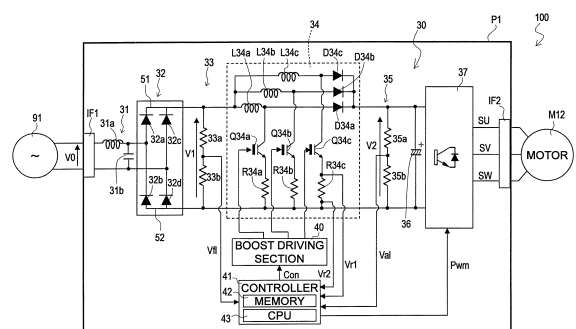 P1
100
34
L34a
L34b
L34c
D34c
D34b
D34a
30
33
35
37
IF2
M12
51
32
31
IF1
91
31a
32a
32c
31b
32b
32d
52
V0
V1
V2
33a
33b
Q34a
Q34b
Q34c
R34a
R34b
R34c
35a
35b
+
36
SU
SV
SW
MOTOR
~
Vfl
BOOST DRIVING
SECTION
40
Con
Vr2
Vr1
Val
Pwm
41
CONTROLLER
42
MEMORY
43
CPU